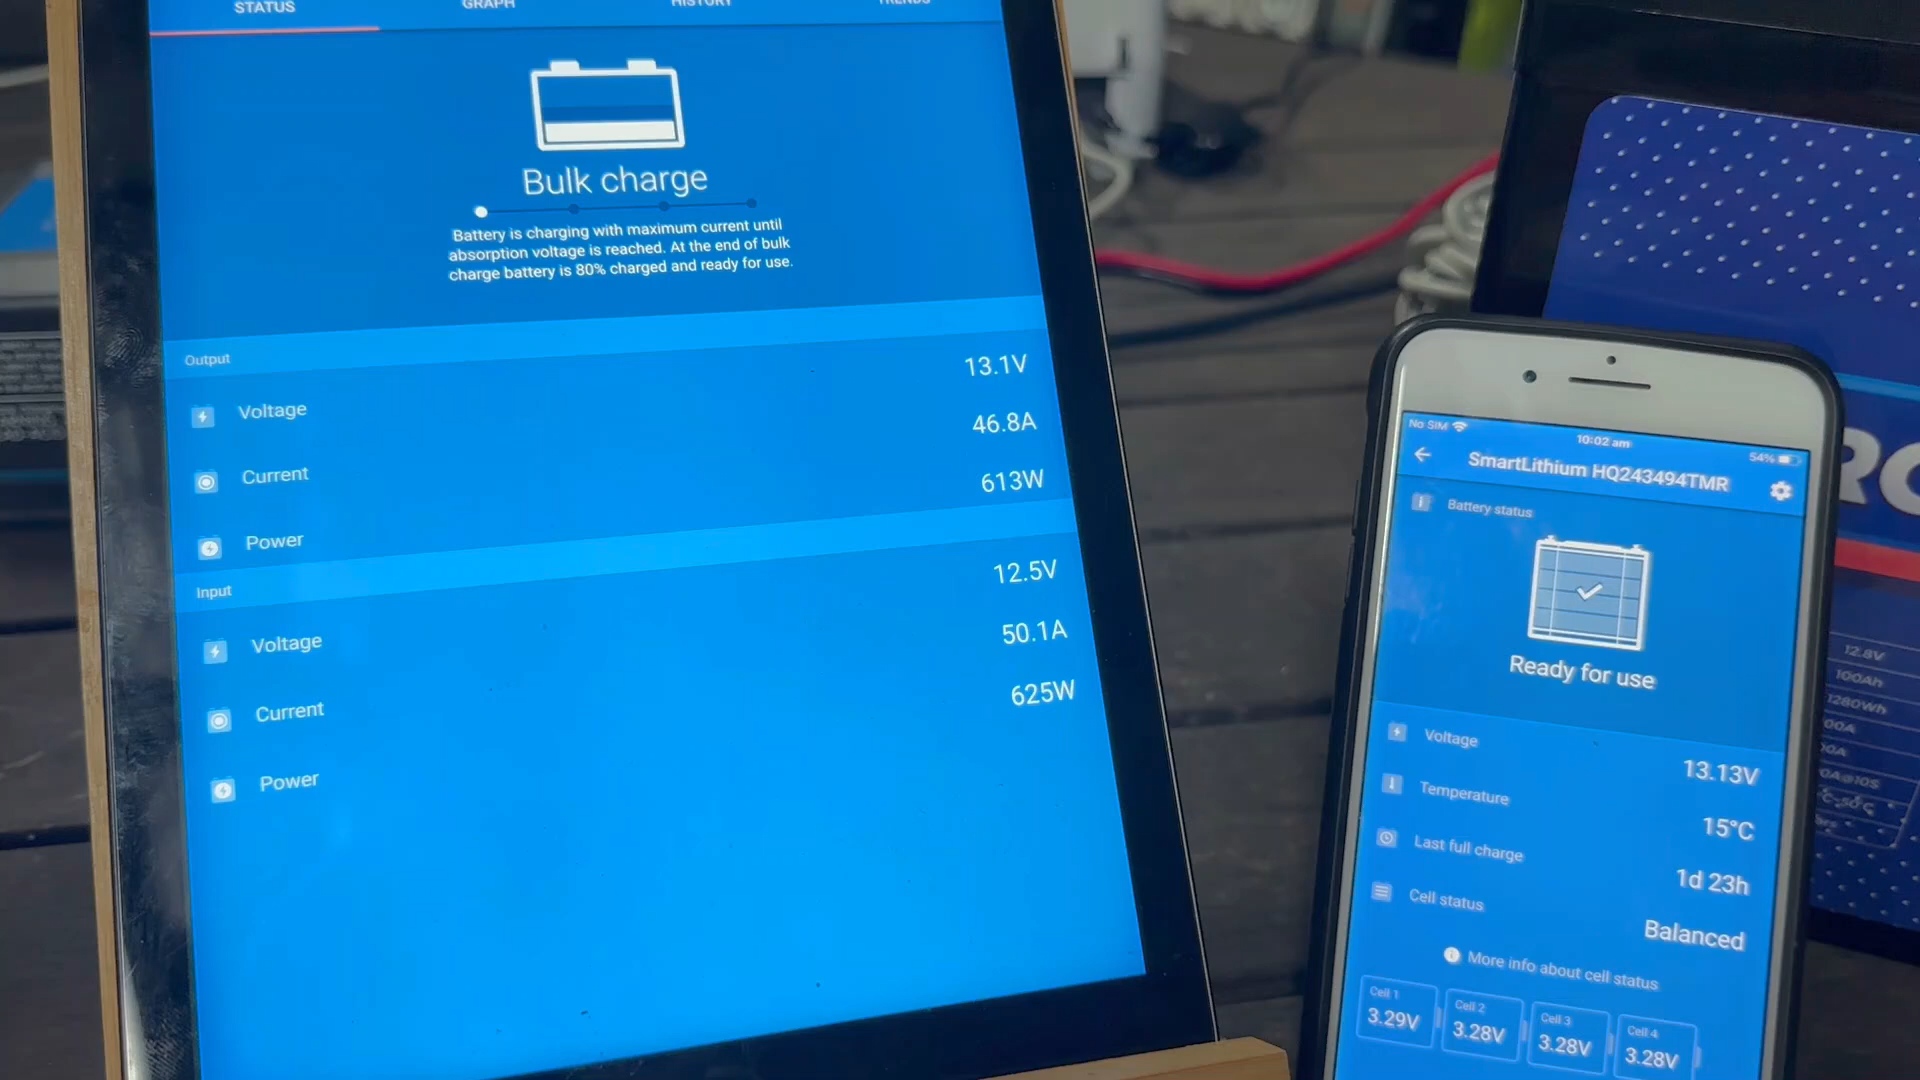 STATUS
GRAPH
HISTORY
TRENDS
Bulk charge
Battery is charging with maximum current until
absorption voltage is reached. At the end of bulk
charge battery is 80% charged and ready for use.
Output
Voltage 13.1V
Current 46.8A
Power 613W
Input
Voltage 12.5V
Current 50.1A
Power 625W
No SIM 10:02 am 54%
SmartLithium HQ243494TMR
Battery status
Ready for use
Voltage 13.13V
Temperature 15°C
Last full charge 1d 23h
Cell status Balanced
More info about cell status
Cell 1 3.29V
Cell 2 3.28V
Cell 3 3.28V
Cell 4 3.28V
12.8V
100Ah
1280Wh